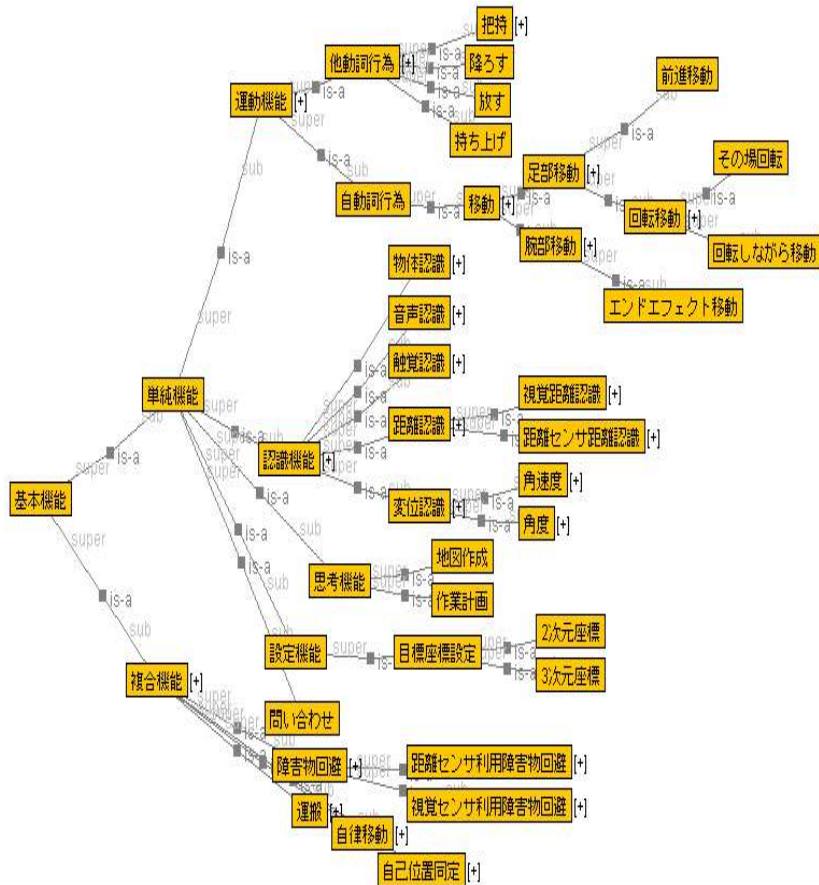 把持 [+]
他動詞行為 [+]
降ろす
前進移動
運動機能 [+]
放す
持ち上げ
その場回転
足部移動 [+]
自動詞行為
移動 [+]
回転移動 [+]
腕部移動 [+]
回転しながら移動
物体認識 [+]
エンドエフェクト移動
音声認識 [+]
触覚認識 [+]
単純機能
視覚距離認識 [+]
距離認識 [+]
距離センサ距離認識 [+]
認識機能 [+]
角速度 [+]
基本機能
変位認識 [+]
角度 [+]
地図作成
思考機能
作業計画
2次元座標
設定機能
目標座標設定
3次元座標
複合機能 [+]
問い合わせ
障害物回避 [+]
距離センサ利用障害物回避 [+]
視覚センサ利用障害物回避 [+]
運搬 [+]
自律移動 [+]
自己位置同定 [+]
super
is-a
sub